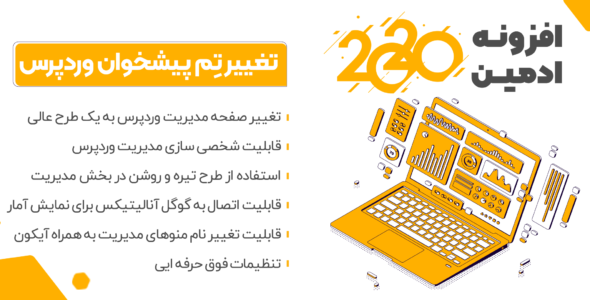 افزونه
ادمین
2020
تغییر تِم پیشخوان وردپرس
تغییر صفحه مدیریت وردپرس به یک طرح عالی
قابلیت شخصی سازی مدیریت وردپرس
استفاده از طرح تیره و روشن در بخش مدیریت
قابلیت اتصال به گوگل آنالیتیکس برای نمایش آمار
قابلیت تغییر نام منوهای مدیریت به همراه آیکون
تنظیمات فوق حرفه ایی